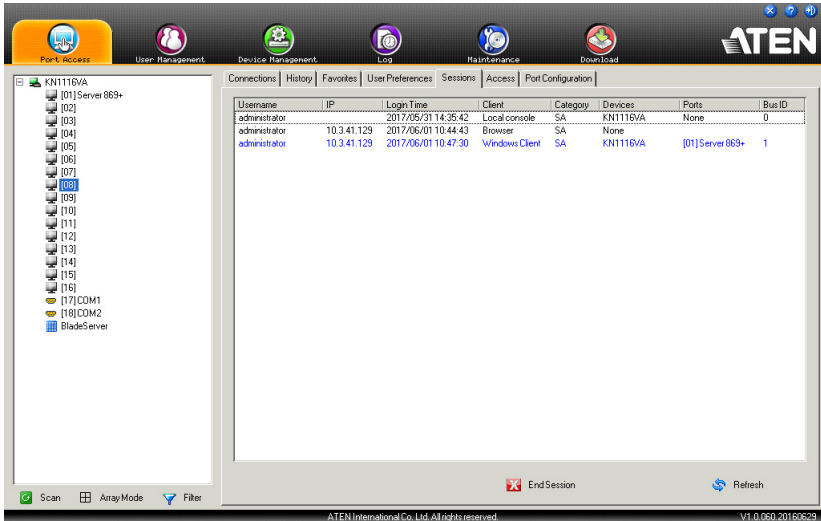 ATEN
Port Access User Management Device Management Log Maintenance Download
KN1116VA
[01]Server 869+
[02]
[03]
[04]
[05]
[06]
[07]
[08]
[09]
[10]
[11]
[12]
[13]
[14]
[15]
[16]
[17]COM1
[18]COM2
BladeServer
Scan Array Mode Filter
Connections History Favorites User Preferences Sessions Access Port Configuration
Username IP Login Time Client Category Devices Ports Bus ID
administrator 2017/05/31 14:35:42 Local console SA KN1116VA None 0
administrator 10.3.41.129 2017/06/01 10:44:43 Browser SA None
administrator 10.3.41.129 2017/06/01 10:47:30 Windows Client SA KN1116VA [01]Server 869+ 1
End Session Refresh
ATEN International Co. Ltd. All rights reserved. V1.0.060.20160629